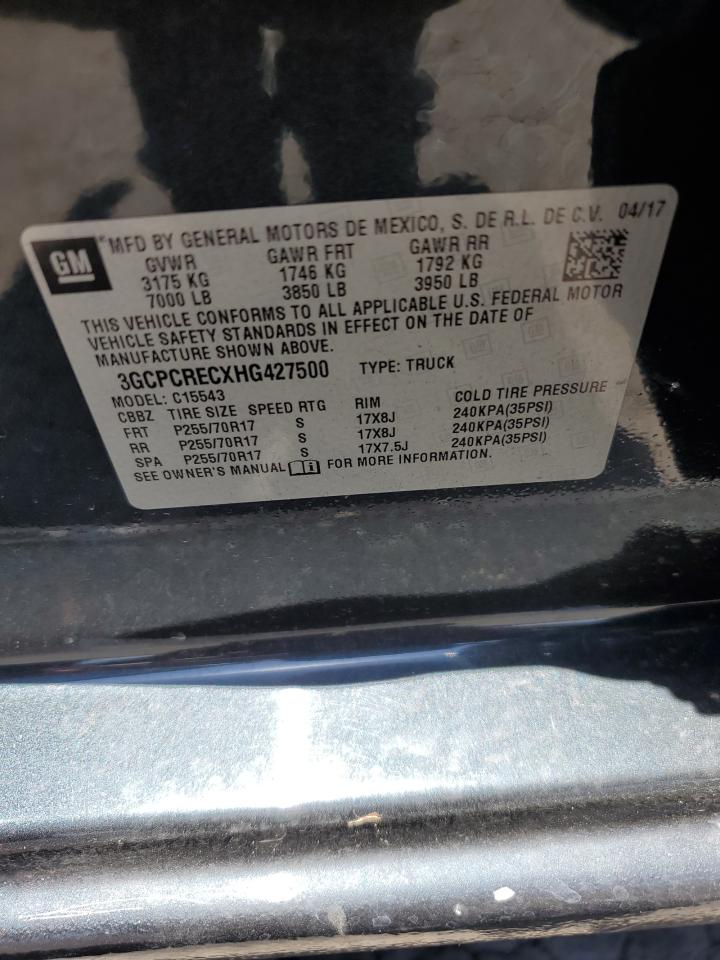 GM
*MFD BY GENERAL MOTORS DE MEXICO, S. DE R.L. DE C.V. 04/17
GVWR GAWR FRT GAWR RR
3175 KG 1746 KG 1792 KG
7000 LB 3850 LB 3950 LB
THIS VEHICLE CONFORMS TO ALL APPLICABLE U.S. FEDERAL MOTOR
VEHICLE SAFETY STANDARDS IN EFFECT ON THE DATE OF
MANUFACTURE SHOWN ABOVE.
3GCPCRECXHG427500 TYPE: TRUCK
MODEL: C15543
CBBZ TIRE SIZE SPEED RTG RIM COLD TIRE PRESSURE
FRT P255/70R17 S 17X8J 240KPA(35PSI)
RR P255/70R17 S 17X8J 240KPA(35PSI)
SPA P255/70R17 S 17X7.5J 240KPA(35PSI)
SEE OWNER'S MANUAL FOR MORE INFORMATION.